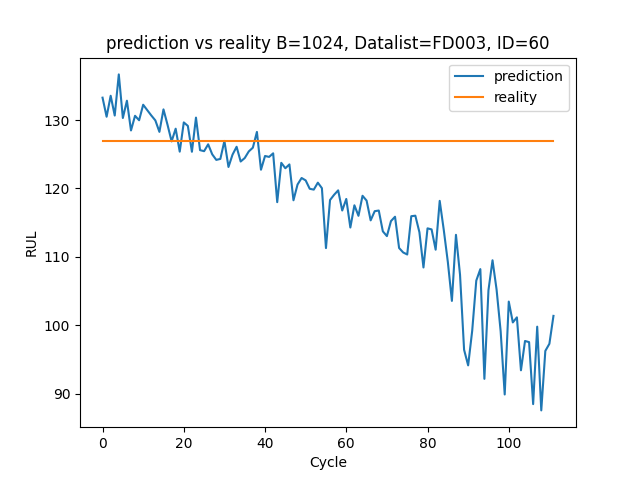 prediction vs reality B=1024, Datalist=FD003, ID=60
prediction
reality
RUL
130
120
110
100
90
0 20 40 60 80 100
Cycle